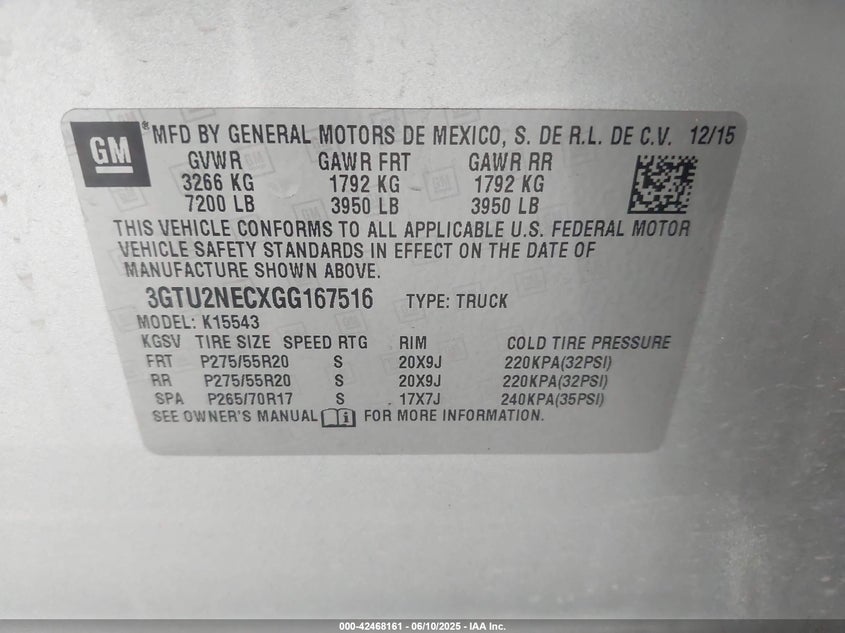 GM ® MFD BY GENERAL MOTORS DE MEXICO, S. DE R.L. DE C.V. 12/15
GVWR GAWR FRT GAWR RR
3266 KG 1792 KG 1792 KG
7200 LB 3950 LB 3950 LB
THIS VEHICLE CONFORMS TO ALL APPLICABLE U.S. FEDERAL MOTOR
VEHICLE SAFETY STANDARDS IN EFFECT ON THE DATE OF
MANUFACTURE SHOWN ABOVE.
3GTU2NECXGG167516 TYPE: TRUCK
MODEL: K15543
KGSV TIRE SIZE SPEED RTG RIM COLD TIRE PRESSURE
FRT P275/55R20 S 20X9J 220KPA(32PSI)
RR P275/55R20 S 20X9J 220KPA(32PSI)
SPA P265/70R17 S 17X7J 240KPA(35PSI)
SEE OWNER'S MANUAL FOR MORE INFORMATION.
000-42468161 - 06/10/2025 - IAA Inc.